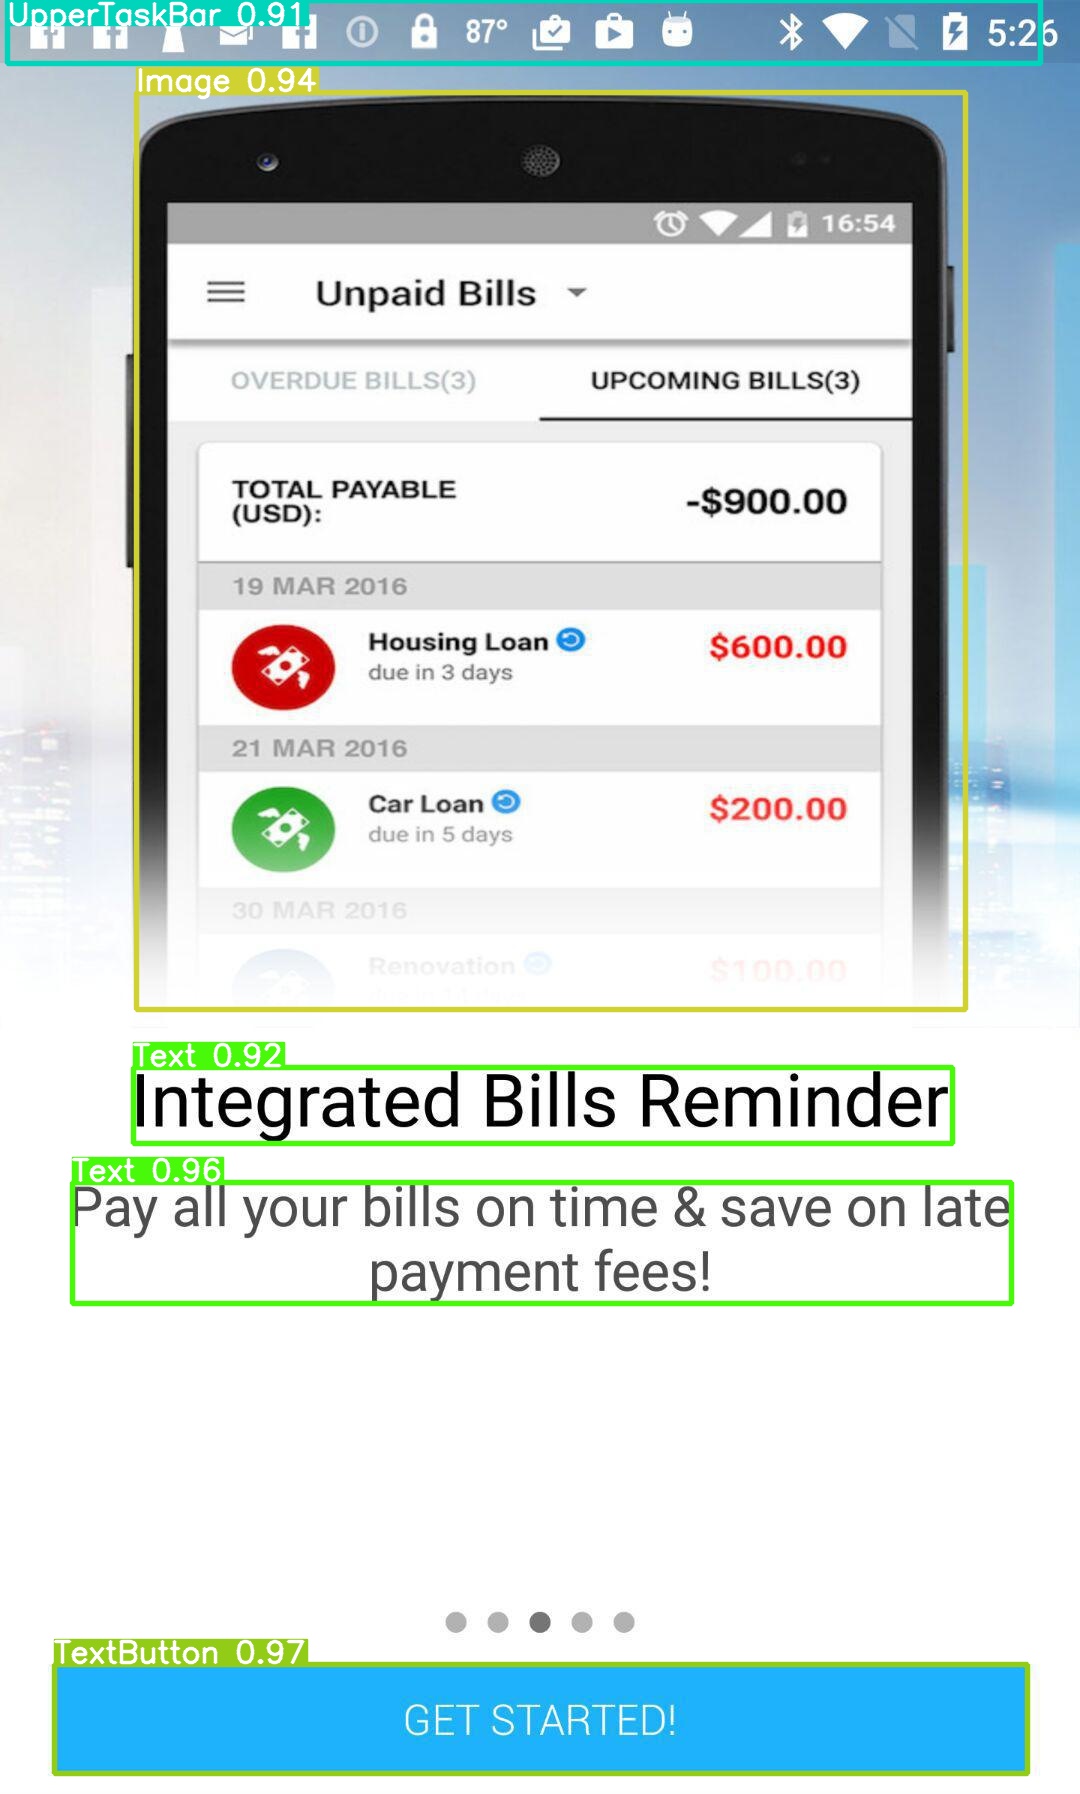 UpperTaskBar 0.91
87° 5:26
Image 0.94
16:54
Unpaid Bills
OVERDUE BILLS(3) UPCOMING BILLS(3)
TOTAL PAYABLE
(USD): -$900.00
19 MAR 2016
Housing Loan $600.00
due in 3 days
21 MAR 2016
Car Loan $200.00
due in 5 days
30 MAR 2016
Renovation $100.00
Text 0.92
Integrated Bills Reminder
Text 0.96
Pay all your bills on time & save on late
payment fees!
TextButton 0.97
GET STARTED!